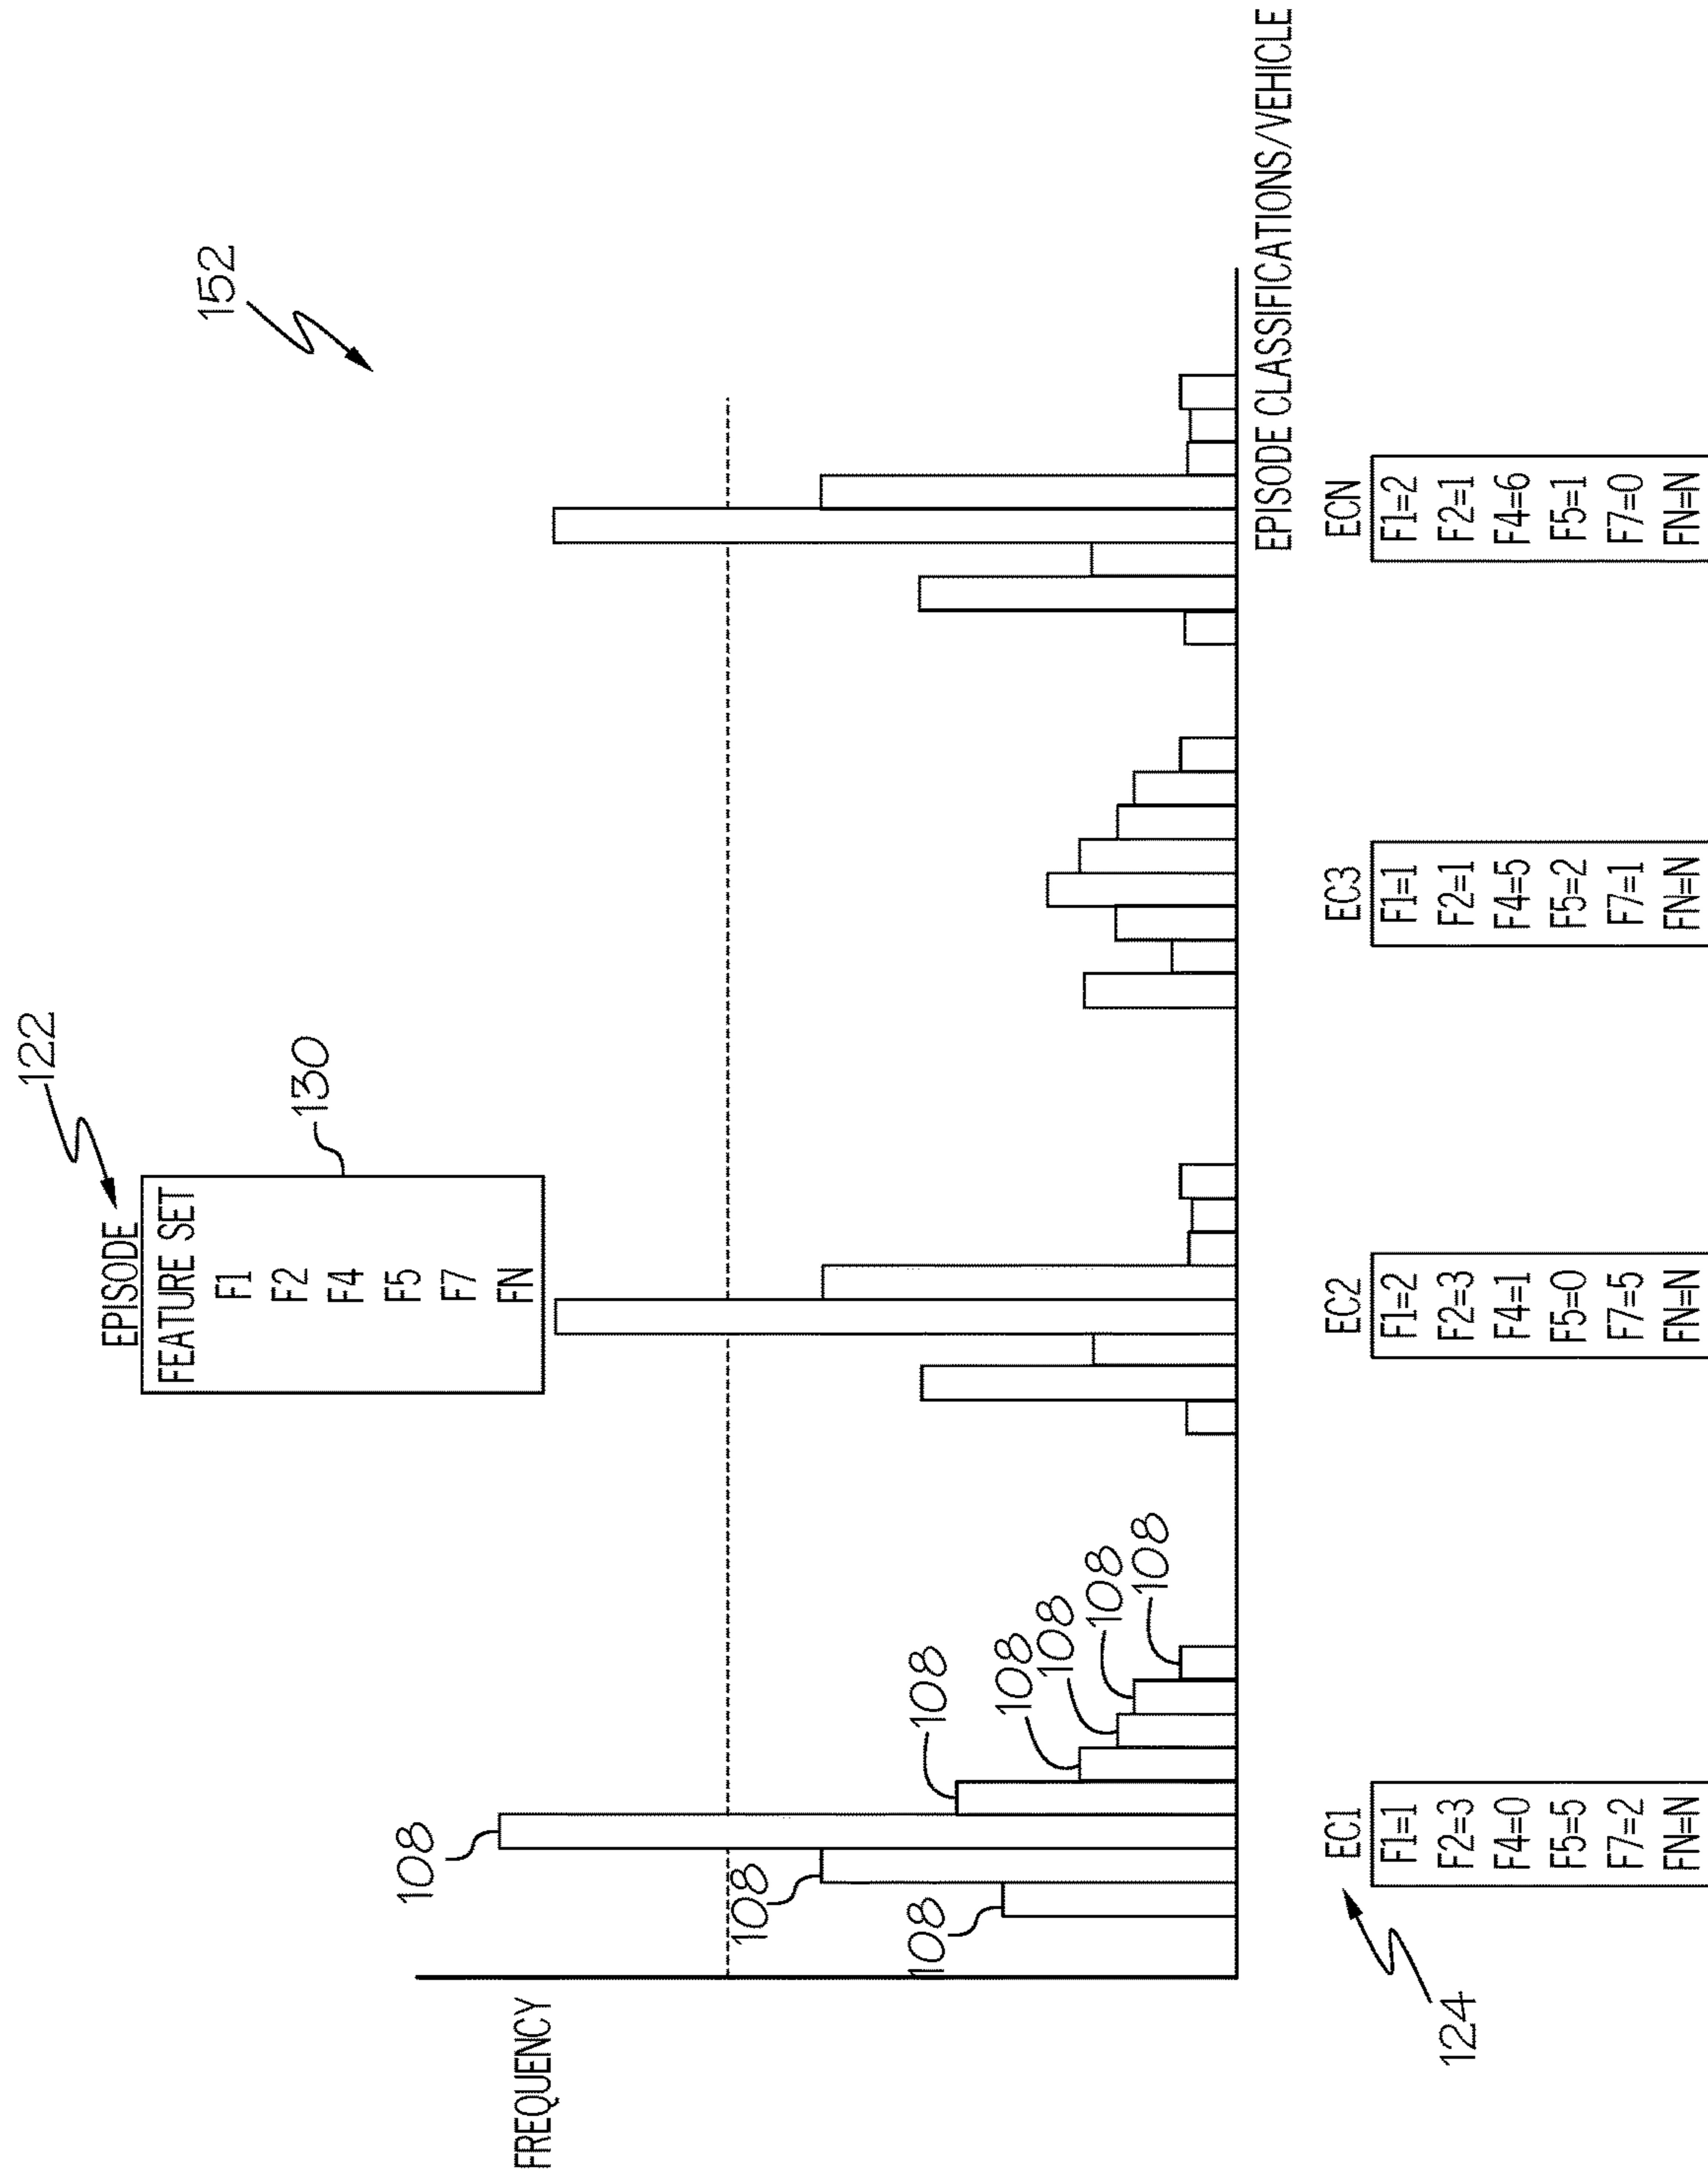 122
EPISODE
FEATURE SET
F1
F2
F4
F5
F7
FN
130
152
FREQUENCY
108
108
108
108
108
108
108
108
EPISODE CLASSIFICATIONS/VEHICLE
124
EC1
F1=1
F2=3
F4=0
F5=5
F7=2
FN=N
EC2
F1=2
F2=3
F4=1
F5=0
F7=5
FN=N
EC3
F1=1
F2=1
F4=5
F5=2
F7=1
FN=N
ECN
F1=2
F2=1
F4=6
F5=1
F7=0
FN=N